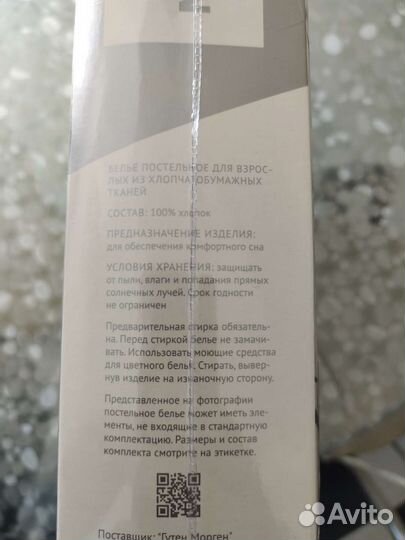 БЕЛЬЕ ПОСТЕЛЬНОЕ ДЛЯ ВЗРОС-
ЛЫХ ИЗ ХЛОПЧАТОБУМАЖНЫХ
ТКАНЕЙ
СОСТАВ: 100% хлопок
ПРЕДНАЗНАЧЕНИЕ ИЗДЕЛИЯ:
для обеспечения комфортного сна
УСЛОВИЯ ХРАНЕНИЯ: защищать
от пыли, влаги и попадания прямых
солнечных лучей. Срок годности
не ограничен
Предварительная стирка обязатель-
на. Перед стиркой белье не замачи-
вать. Использовать моющие средства
для цветного белья. Стирать, вывер-
нув изделие на изнаночную сторону.
Представленное на фотографии
постельное белье может иметь эле-
менты, не входящие в стандартную
комплектацию. Размеры и состав
комплекта смотрите на этикетке.
Поставщик: "Гутен Морген"
Avito